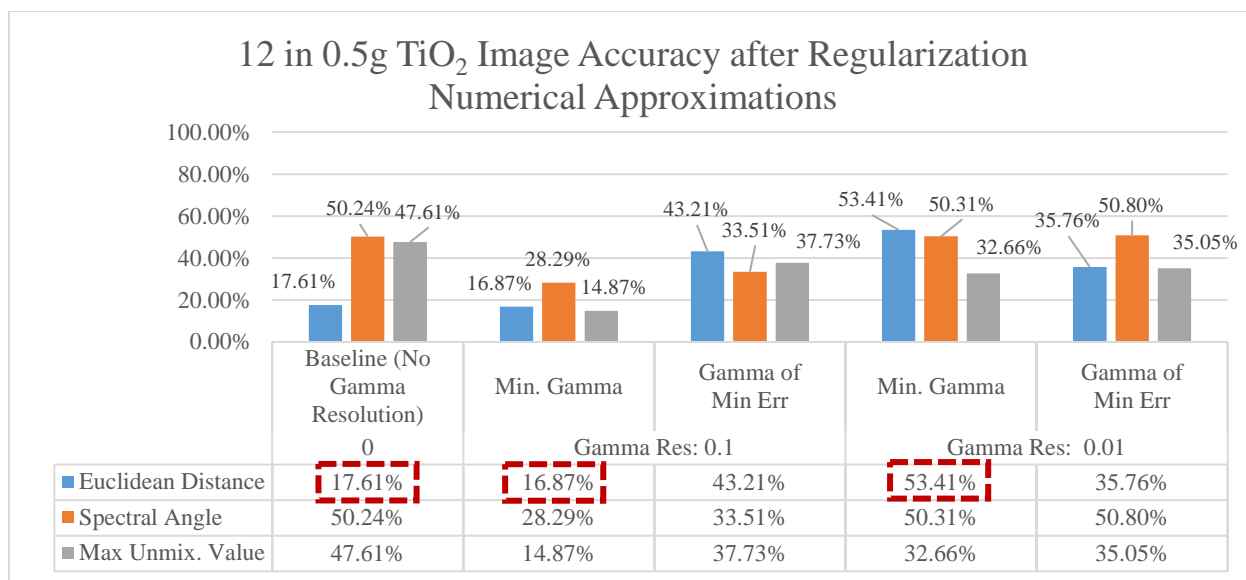 12 in 0.5g TiO₂ Image Accuracy after Regularization
Numerical Approximations
100.00%
80.00%
60.00%
40.00%
20.00%
0.00%
17.61%
50.24%
47.61%
16.87%
28.29%
14.87%
43.21%
33.51%
37.73%
53.41%
50.31%
32.66%
35.76%
50.80%
35.05%
Baseline (No
Gamma
Resolution)
Min. Gamma
Gamma of
Min Err
Min. Gamma
Gamma of
Min Err
0 Gamma Res: 0.1 Gamma Res: 0.01
Euclidean Distance 17.61% 16.87% 43.21% 53.41% 35.76%
Spectral Angle 50.24% 28.29% 33.51% 50.31% 50.80%
Max Unmix. Value 47.61% 14.87% 37.73% 32.66% 35.05%